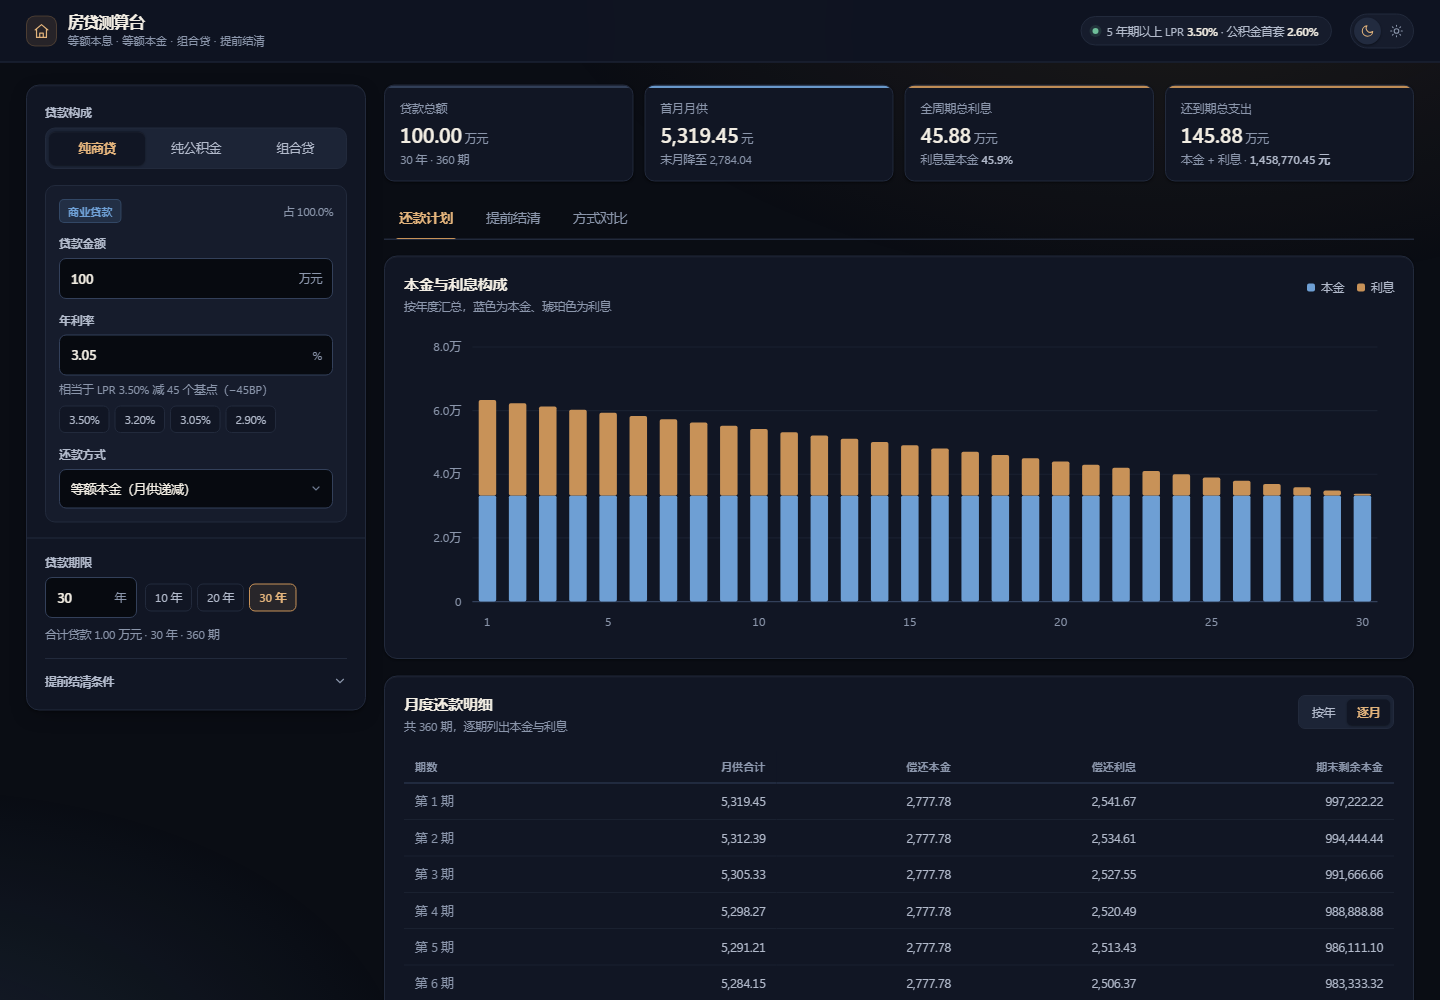 房贷测算台
等额本息 · 等额本金 · 组合贷 · 提前结清
5 年期以上 LPR 3.50% · 公积金首套 2.60%
贷款构成
纯商贷 纯公积金 组合贷
商业贷款 占 100.0%
贷款金额
100 万元
年利率
3.05 %
相当于 LPR 3.50% 减 45 个基点（−45BP）
3.50% 3.20% 3.05% 2.90%
还款方式
等额本金（月供递减）
贷款期限
30 年 10 年 20 年 30 年
合计贷款 1.00 万元 · 30 年 · 360 期
提前结清条件
贷款总额
100.00 万元
30 年 · 360 期
首月月供
5,319.45 元
末月降至 2,784.04
全周期总利息
45.88 万元
利息是本金 45.9%
还到期总支出
145.88 万元
本金 + 利息 · 1,458,770.45 元
还款计划 提前结清 方式对比
本金与利息构成
按年度汇总，蓝色为本金、琥珀色为利息
本金 利息
8.0万
6.0万
4.0万
2.0万
0
1 5 10 15 20 25 30
月度还款明细
共 360 期，逐期列出本金与利息
按年 逐月
期数 月供合计 偿还本金 偿还利息 期末剩余本金
第 1 期 5,319.45 2,777.78 2,541.67 997,222.22
第 2 期 5,312.39 2,777.78 2,534.61 994,444.44
第 3 期 5,305.33 2,777.78 2,527.55 991,666.66
第 4 期 5,298.27 2,777.78 2,520.49 988,888.88
第 5 期 5,291.21 2,777.78 2,513.43 986,111.10
第 6 期 5,284.15 2,777.78 2,506.37 983,333.32